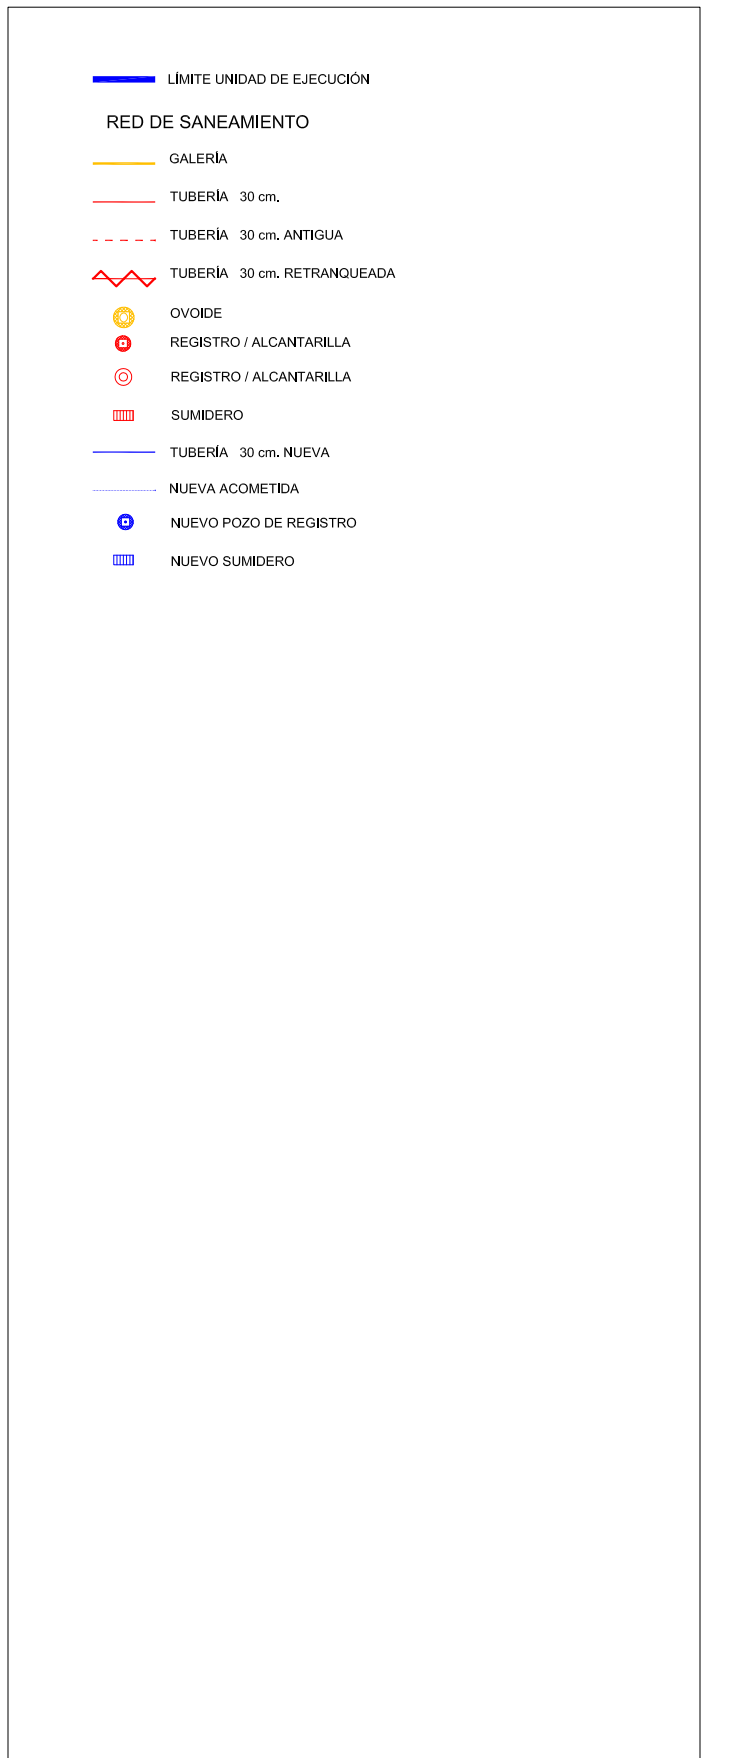 LÍMITE UNIDAD DE EJECUCIÓN
RED DE SANEAMIENTO
GALERÍA
TUBERÍA 30 cm.
TUBERÍA 30 cm. ANTIGUA
TUBERÍA 30 cm. RETRANQUEADA
OVOIDE
REGISTRO / ALCANTARILLA
REGISTRO / ALCANTARILLA
SUMIDERO
TUBERÍA 30 cm. NUEVA
NUEVA ACOMETIDA
NUEVO POZO DE REGISTRO
NUEVO SUMIDERO